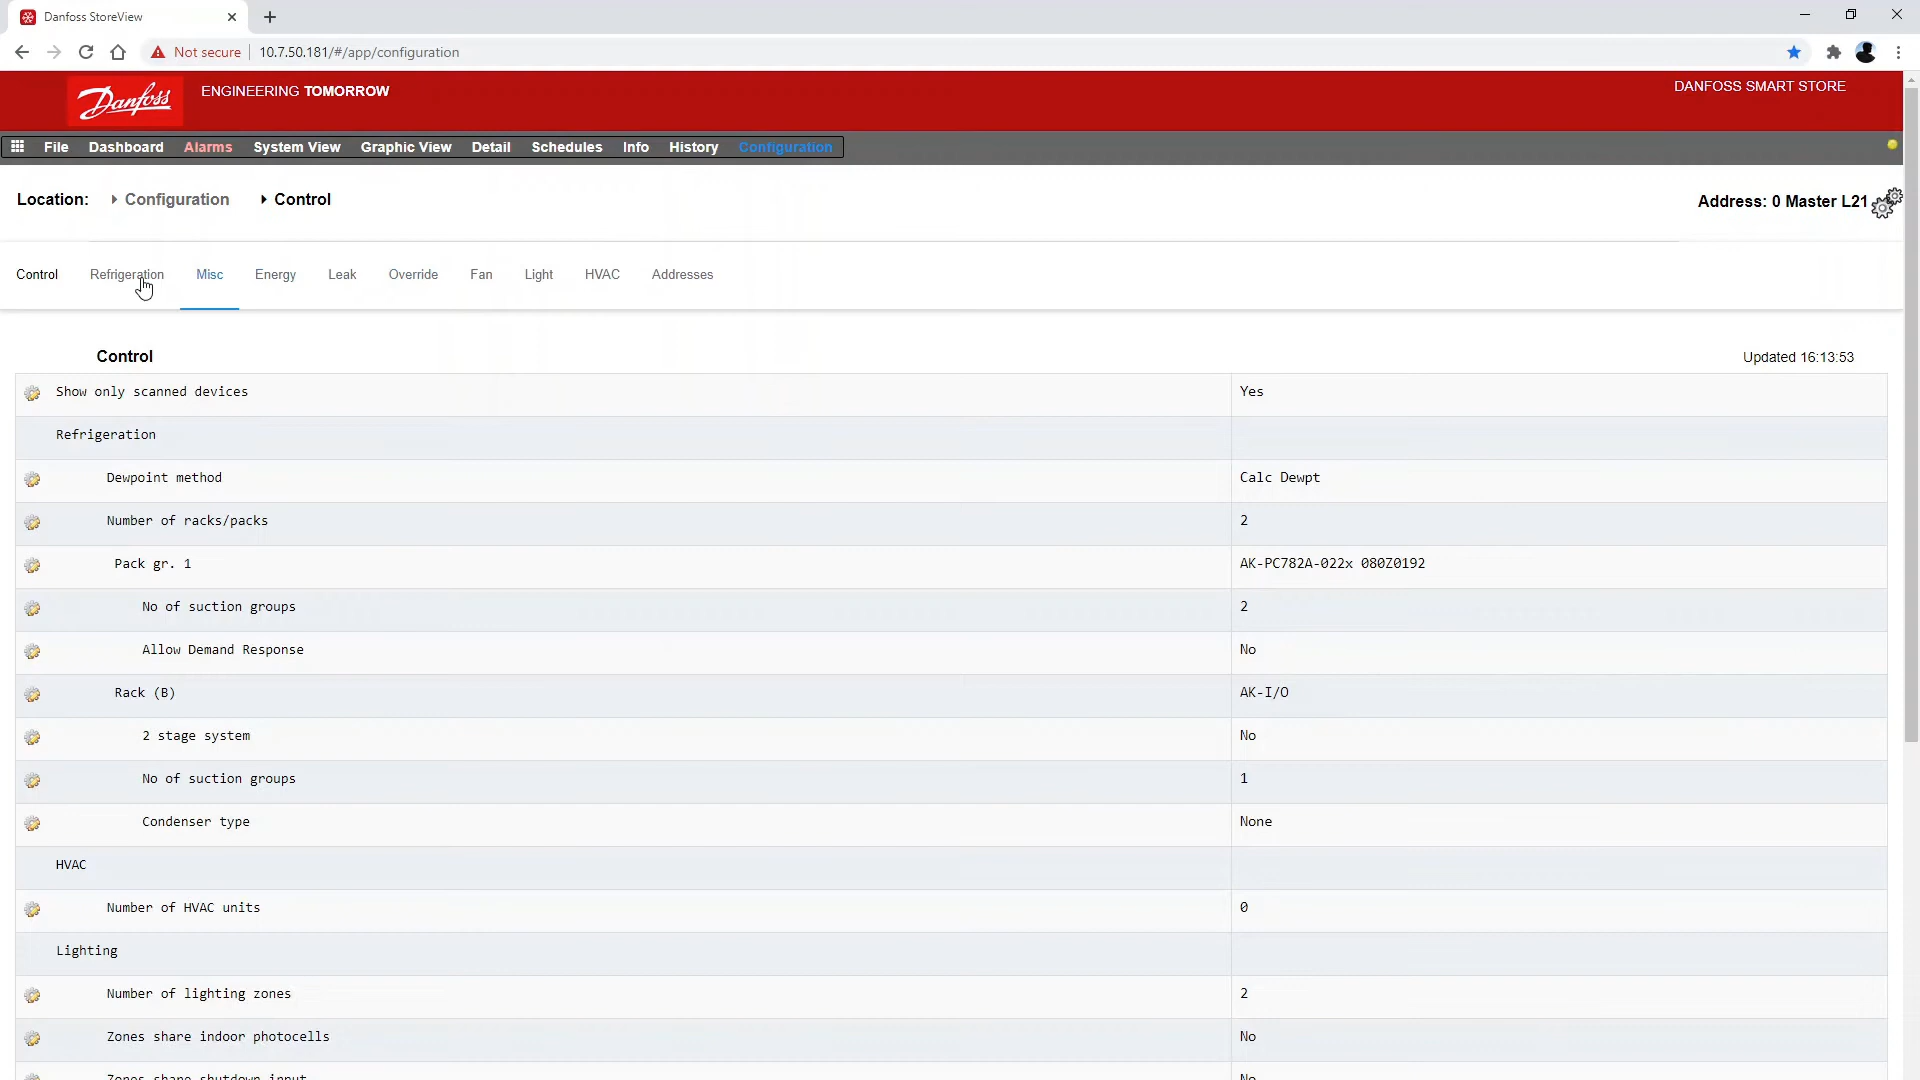 Danfoss StoreView
Not secure
10.7.50.181/#/app/configuration
Danfoss
ENGINEERING TOMORROW
DANFOSS SMART STORE
File Dashboard Alarms System View Graphic View Detail Schedules Info History Configuration
Location: Configuration Control
Address: 0 Master L21
Control Refrigeration Misc Energy Leak Override Fan Light HVAC Addresses
Control
Updated 16:13:53
Show only scanned devices Yes
Refrigeration
Dewpoint method Calc Dewpt
Number of racks/packs 2
Pack gr. 1 AK-PC782A-022x 080Z0192
No of suction groups 2
Allow Demand Response No
Rack (B) AK-I/O
2 stage system No
No of suction groups 1
Condenser type None
HVAC
Number of HVAC units 0
Lighting
Number of lighting zones 2
Zones share indoor photocells No
Zones share shutdown input No